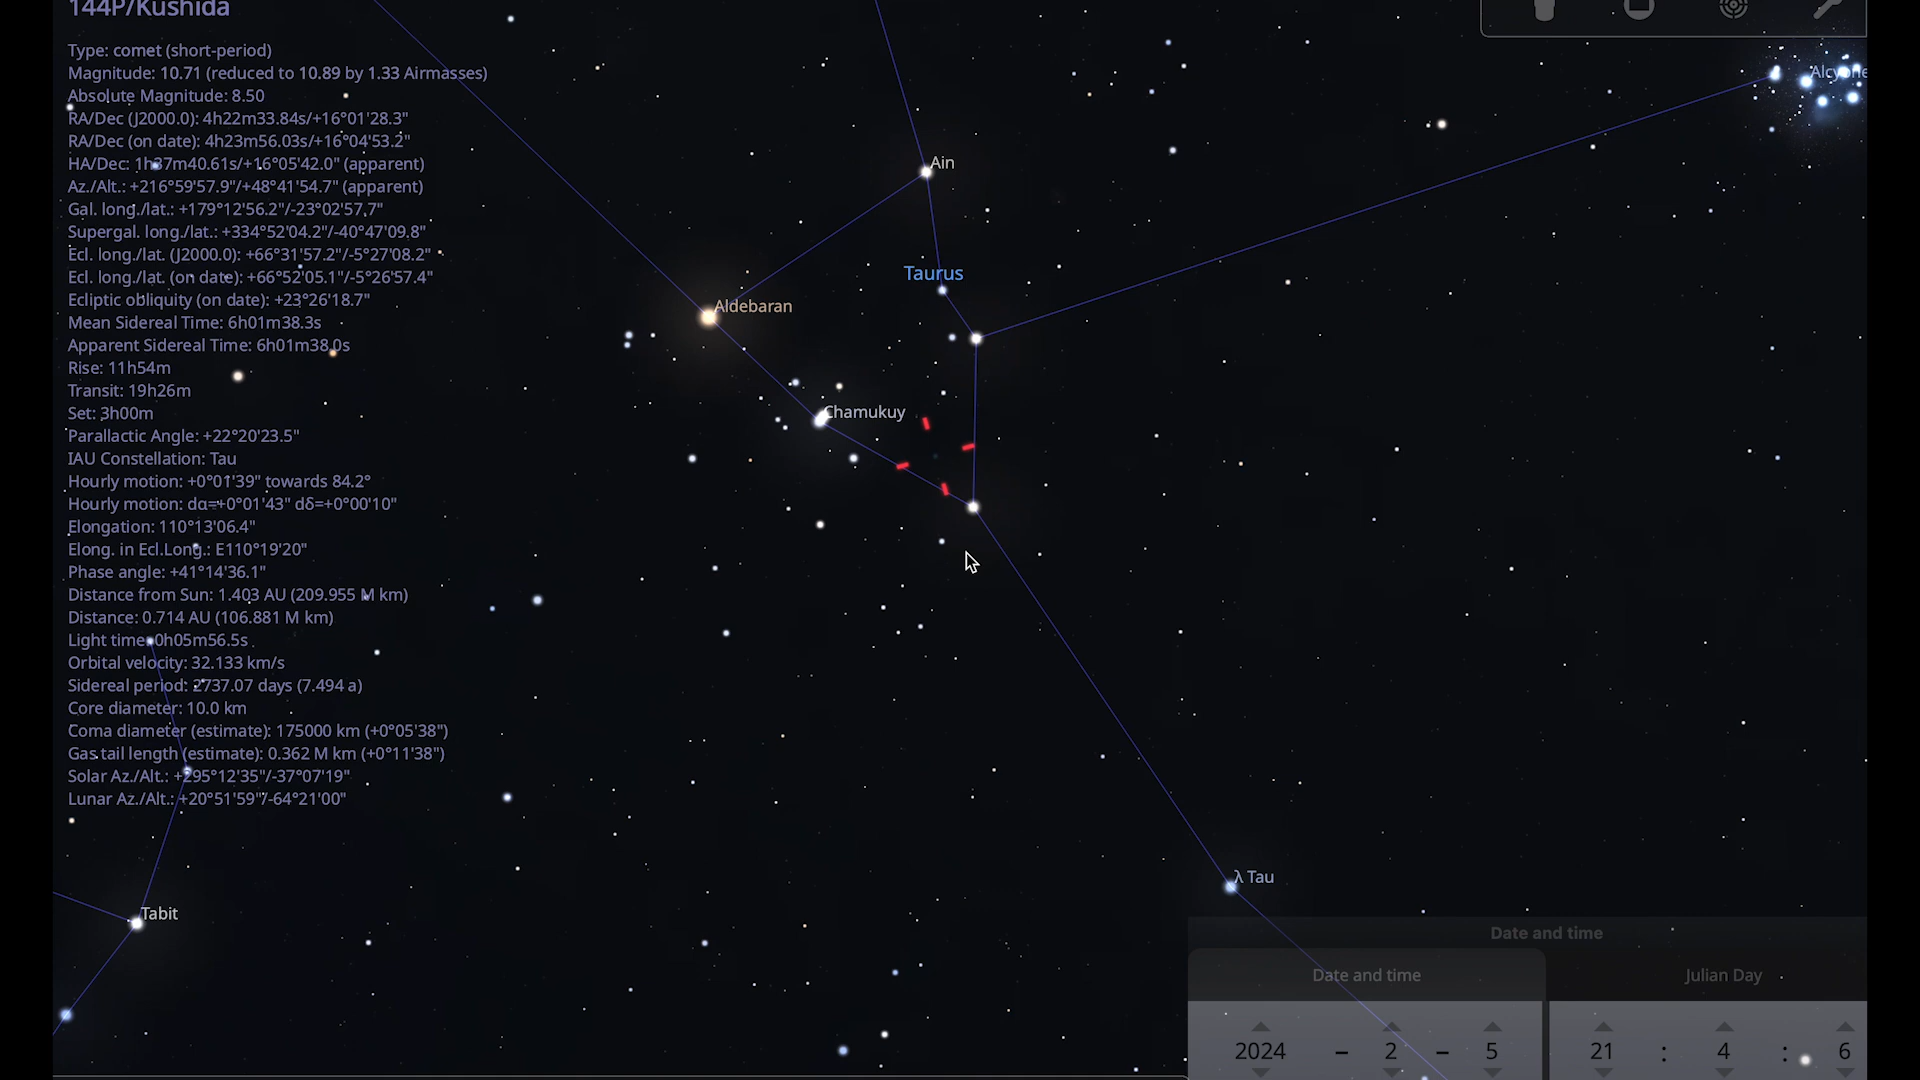 144P/Kushida
Type: comet (short-period)
Magnitude: 10.71 (reduced to 10.89 by 1.33 Airmasses)
Absolute Magnitude: 8.50
RA/Dec (J2000.0): 4h22m33.84s/+16°01'28.3"
RA/Dec (on date): 4h23m56.03s/+16°04'53.2"
HA/Dec: 1h37m40.61s/+16°05'42.0" (apparent)
Az./Alt.: +216°59'57.9"/+48°41'54.7" (apparent)
Gal. long./lat.: +179°12'56.2"/-23°02'57.7"
Supergal. long./lat.: +334°52'04.2"/-40°47'09.8"
Ecl. long./lat. (J2000.0): +66°31'57.2"/-5°27'08.2"
Ecl. long./lat. (on date): +66°52'05.1"/-5°26'57.4"
Ecliptic obliquity (on date): +23°26'18.7"
Mean Sidereal Time: 6h01m38.3s
Apparent Sidereal Time: 6h01m38.0s
Rise: 11h54m
Transit: 19h26m
Set: 3h00m
Parallactic Angle: +22°20'23.5"
IAU Constellation: Tau
Hourly motion: +0°01'39" towards 84.2°
Hourly motion: dα=+0°01'43" dδ=+0°00'10"
Elongation: 110°13'06.4"
Elong. in Ecl.Long.: E110°19'20"
Phase angle: +41°14'36.1"
Distance from Sun: 1.403 AU (209.955 M km)
Distance: 0.714 AU (106.881 M km)
Light time: 0h05m56.5s
Orbital velocity: 32.133 km/s
Sidereal period: 2737.07 days (7.494 a)
Core diameter: 10.0 km
Coma diameter (estimate): 175000 km (+0°05'38")
Gas tail length (estimate): 0.362 M km (+0°11'38")
Solar Az./Alt.: +295°12'35"/-37°07'19"
Lunar Az./Alt.: +20°51'59"/-64°21'00"
Alcyone
Ain
Taurus
Aldebaran
Chamukuy
λ Tau
Tabit
Date and time
Date and time
Julian Day
2024 – 2 – 5
21 : 4 : 6